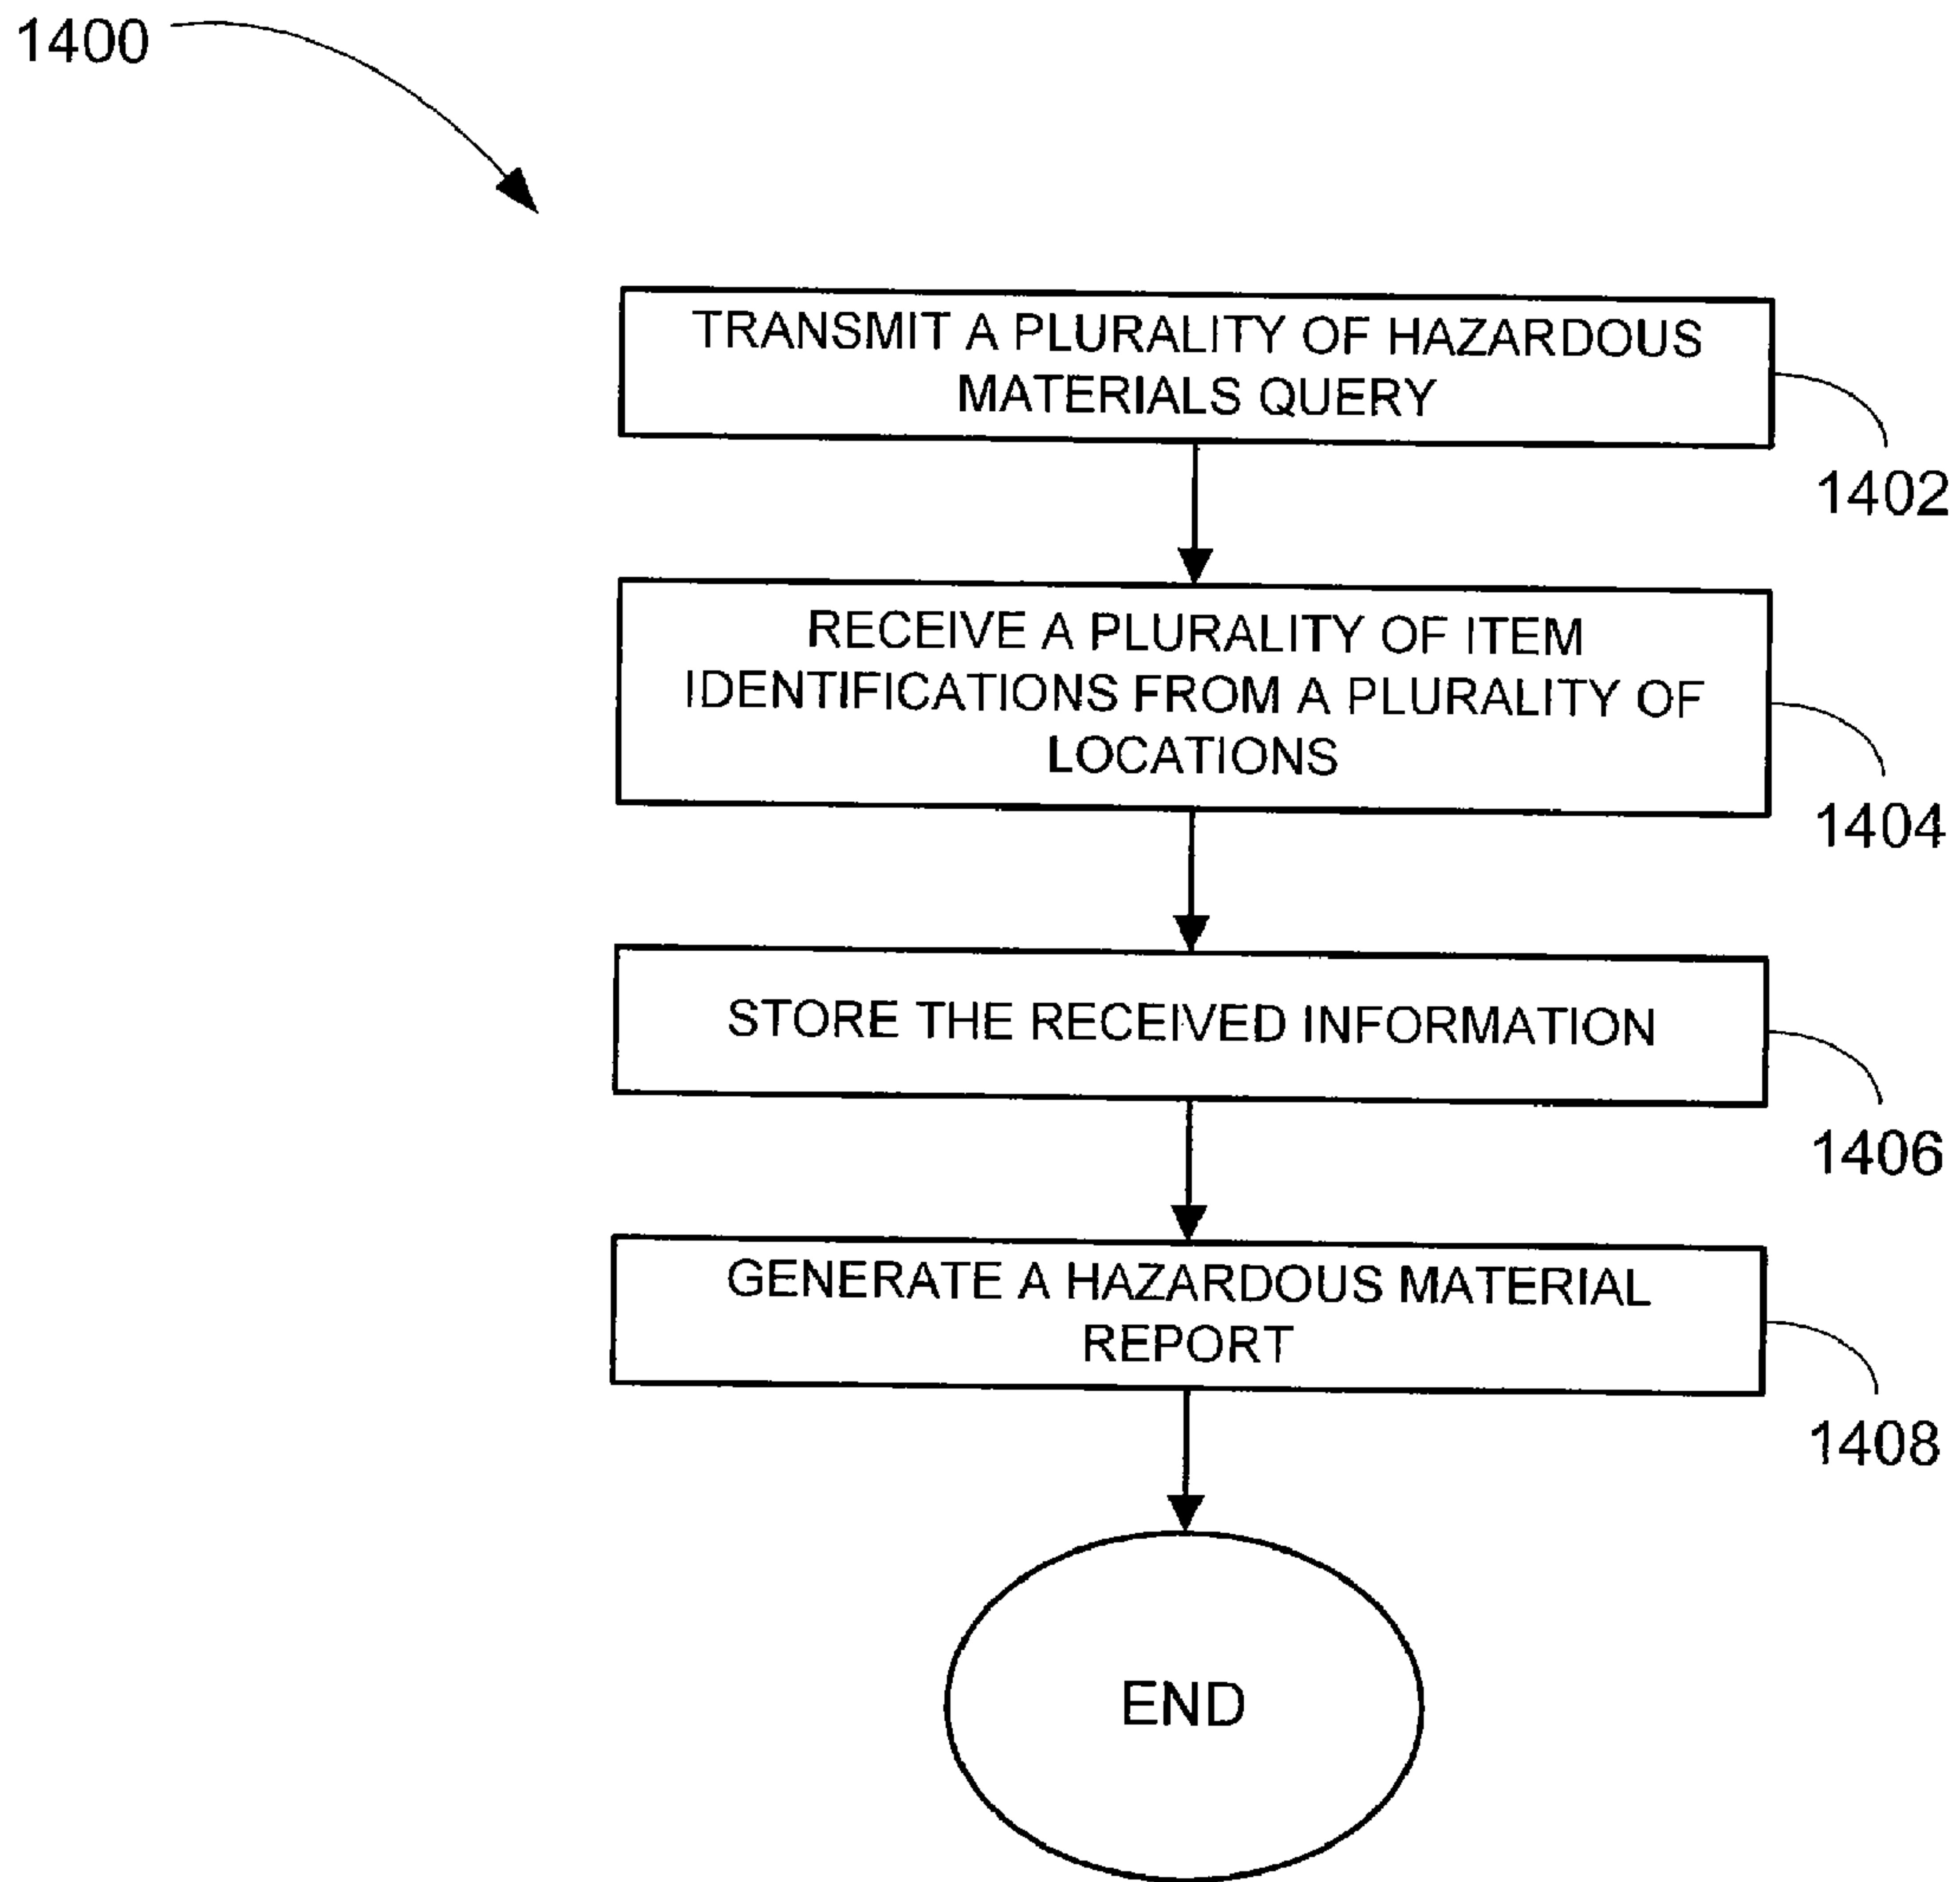 1400
TRANSMIT A PLURALITY OF HAZARDOUS
MATERIALS QUERY
1402
RECEIVE A PLURALITY OF ITEM
IDENTIFICATIONS FROM A PLURALITY OF
LOCATIONS
1404
STORE THE RECEIVED INFORMATION
1406
GENERATE A HAZARDOUS MATERIAL
REPORT
1408
END